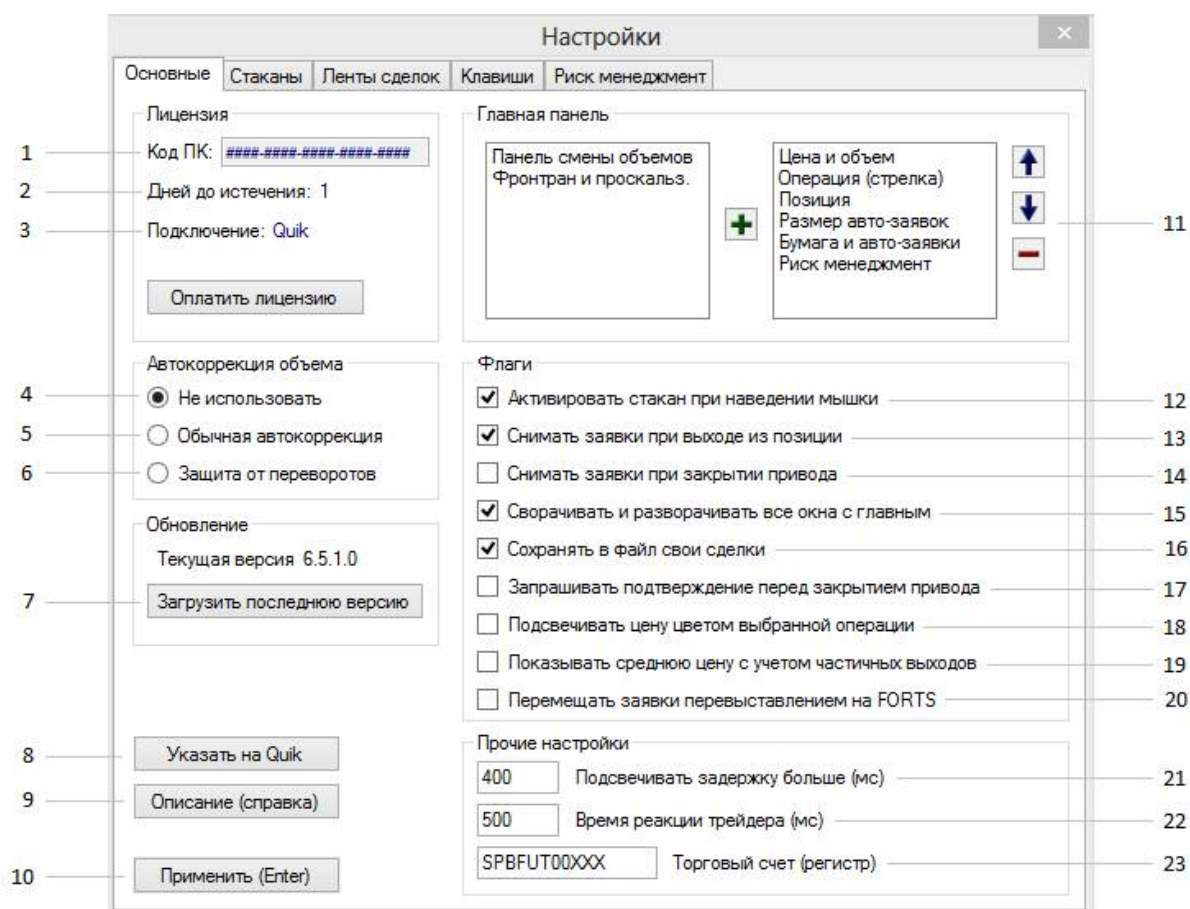 Настройки
Основные Стаканы Ленты сделок Клавиши Риск менеджмент
Лицензия
1 Код ПК: ####-####-####-####-####
2 Дней до истечения: 1
3 Подключение: Quik
Оплатить лицензию
Главная панель
Панель смены объемов
Фронтран и проскальз.
Цена и объем
Операция (стрелка)
Позиция
Размер авто-заявок
Бумага и авто-заявки
Риск менеджмент
11
Автокоррекция объема
4 Не использовать
5 Обычная автокоррекция
6 Защита от переворотов
Обновление
Текущая версия 6.5.1.0
7 Загрузить последнюю версию
Флаги
Активировать стакан при наведении мышки 12
Снимать заявки при выходе из позиции 13
Снимать заявки при закрытии привода 14
Сворачивать и разворачивать все окна с главным 15
Сохранять в файл свои сделки 16
Запрашивать подтверждение перед закрытием привода 17
Подсвечивать цену цветом выбранной операции 18
Показывать среднюю цену с учетом частичных выходов 19
Перемещать заявки перевыставлением на FORTS 20
8 Указать на Quik
9 Описание (справка)
10 Применить (Enter)
Прочие настройки
400 Подсвечивать задержку больше (мс) 21
500 Время реакции трейдера (мс) 22
SPBFUT00XXX Торговый счет (регистр) 23